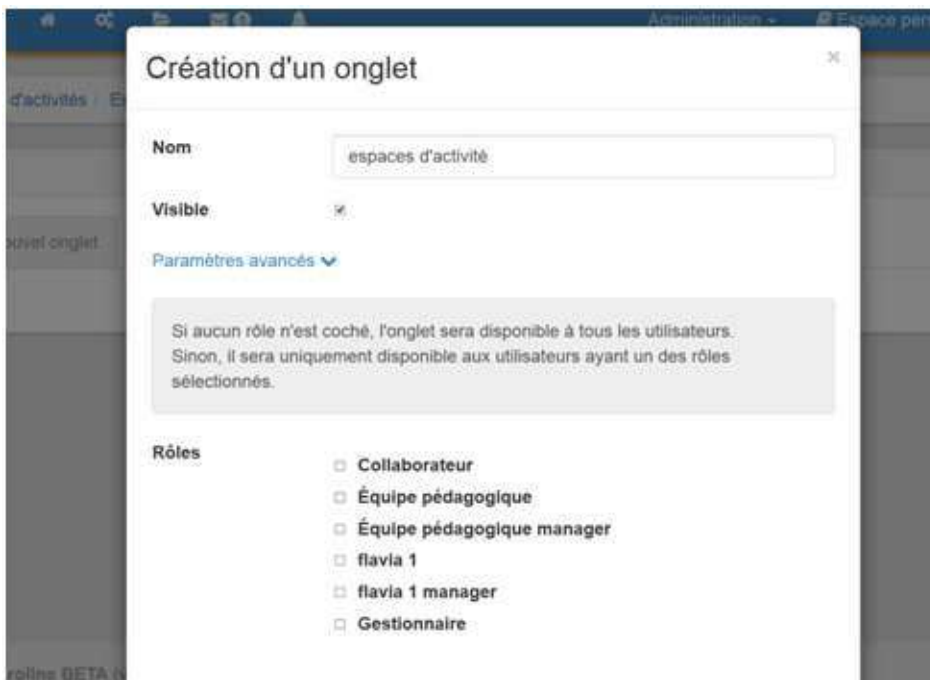 Administration
Espace per
Création d'un onglet
×
d'activités
Nom
espaces d'activité
Visible
ouvel onglet
Paramètres avancés
Si aucun rôle n'est coché, l'onglet sera disponible à tous les utilisateurs.
Sinon, il sera uniquement disponible aux utilisateurs ayant un des rôles
sélectionnés.
Rôles
Collaborateur
Équipe pédagogique
Équipe pédagogique manager
flavia 1
flavia 1 manager
Gestionnaire
BETA